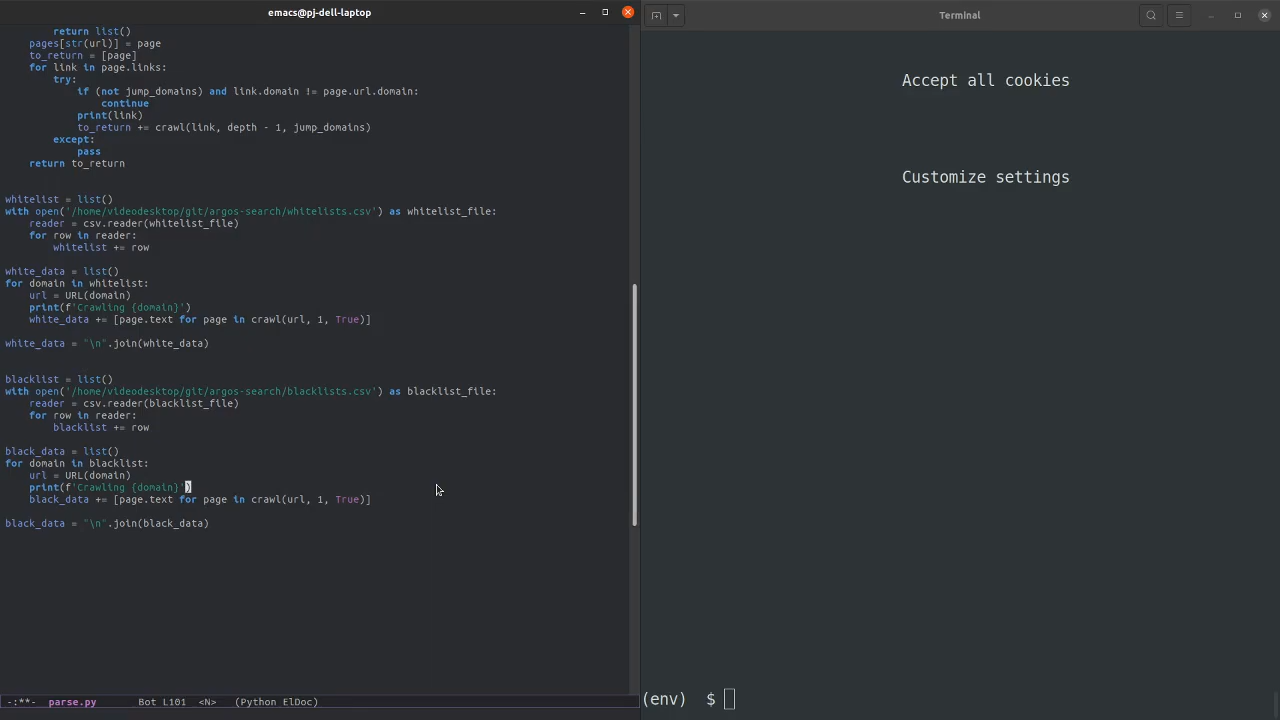 emacs@pj-dell-laptop
        return list()
    pages[str(url)] = page
    to_return = [page]
    for link in page.links:
        try:
            if (not jump_domains) and link.domain != page.url.domain:
                continue
            print(link)
            to_return += crawl(link, depth - 1, jump_domains)
        except:
            pass
    return to_return
whitelist = list()
with open('/home/videodesktop/git/argos-search/whitelists.csv') as whitelist_file:
    reader = csv.reader(whitelist_file)
    for row in reader:
        whitelist += row
white_data = list()
for domain in whitelist:
    url = URL(domain)
    print(f'Crawling {domain}')
    white_data += [page.text for page in crawl(url, 1, True)]
white_data = "\n".join(white_data)
blacklist = list()
with open('/home/videodesktop/git/argos-search/blacklists.csv') as blacklist_file:
    reader = csv.reader(blacklist_file)
    for row in reader:
        blacklist += row
black_data = list()
for domain in blacklist:
    url = URL(domain)
    print(f'Crawling {domain}')
    black_data += [page.text for page in crawl(url, 1, True)]
black_data = "\n".join(black_data)
-:**-  parse.py       Bot L101  <N>   (Python ElDoc)
Terminal
Accept all cookies
Customize settings
(env)  $